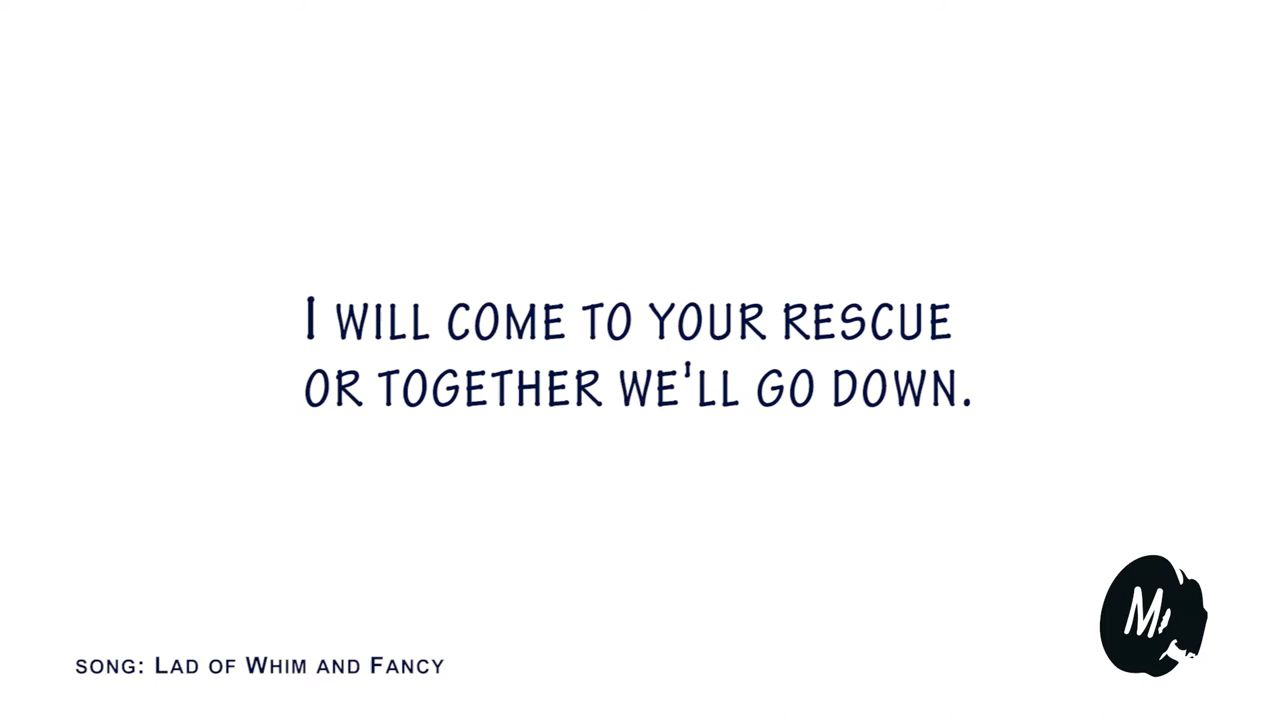 I WILL COME TO YOUR RESCUE
OR TOGETHER WE'LL GO DOWN.
M
SONG: LAD OF WHIM AND FANCY